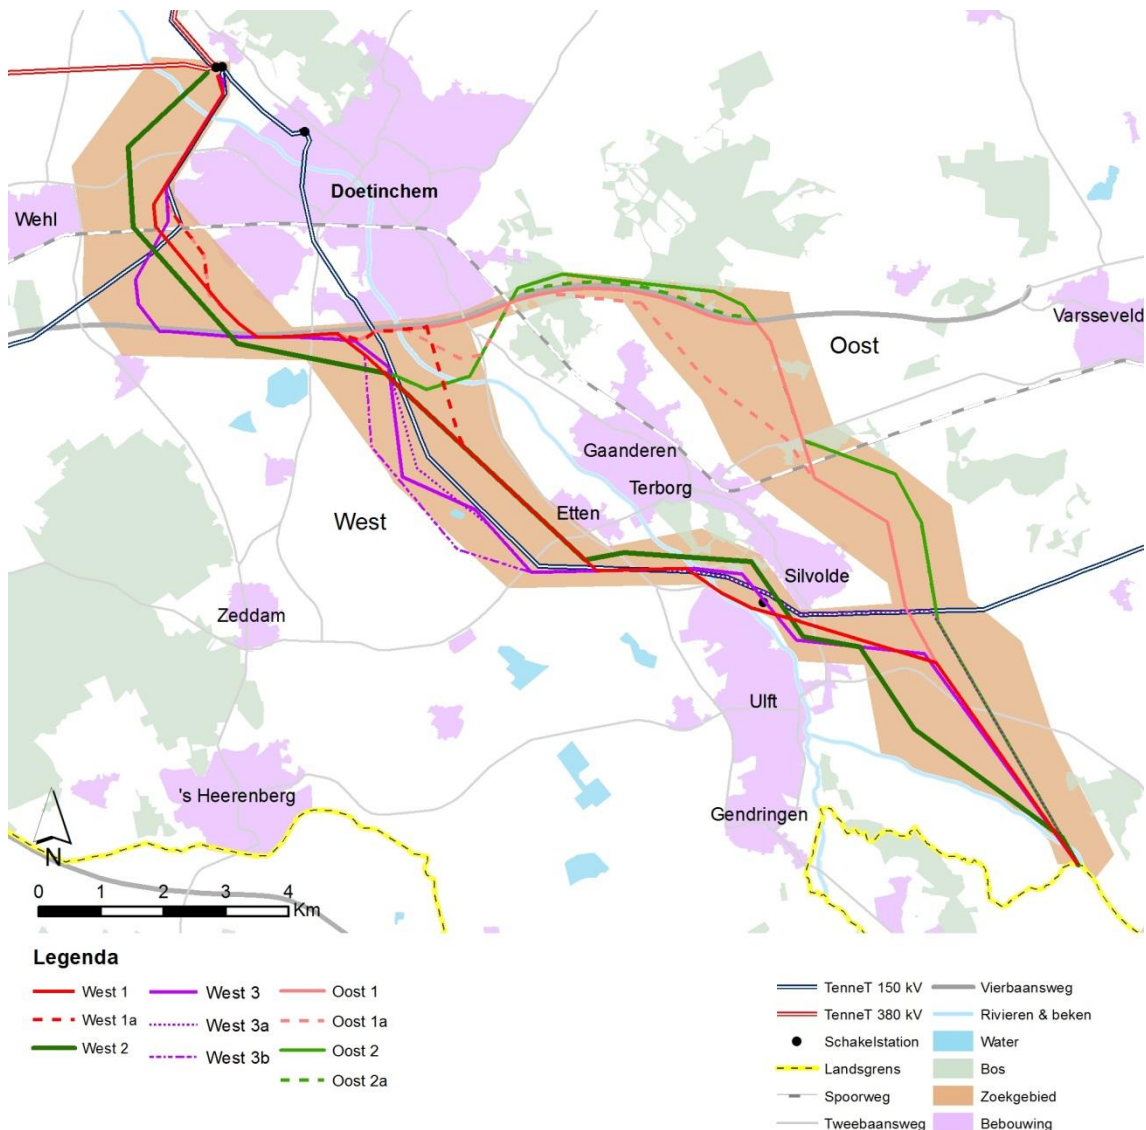 Doetinchem
Wehl
Varsseveld
Oost
Gaanderen
Terborg
Etten
West
Silvolde
Zeddam
Ulft
's Heerenberg
Gendringen
N
0 1 2 3 4
Km
Legenda
West 1
West 1a
West 2
West 3
West 3a
West 3b
Oost 1
Oost 1a
Oost 2
Oost 2a
TenneT 150 kV
TenneT 380 kV
Schakelstation
Landsgrens
Spoorweg
Tweebaansweg
Vierbaansweg
Rivieren & beken
Water
Bos
Zoekgebied
Bebouwing